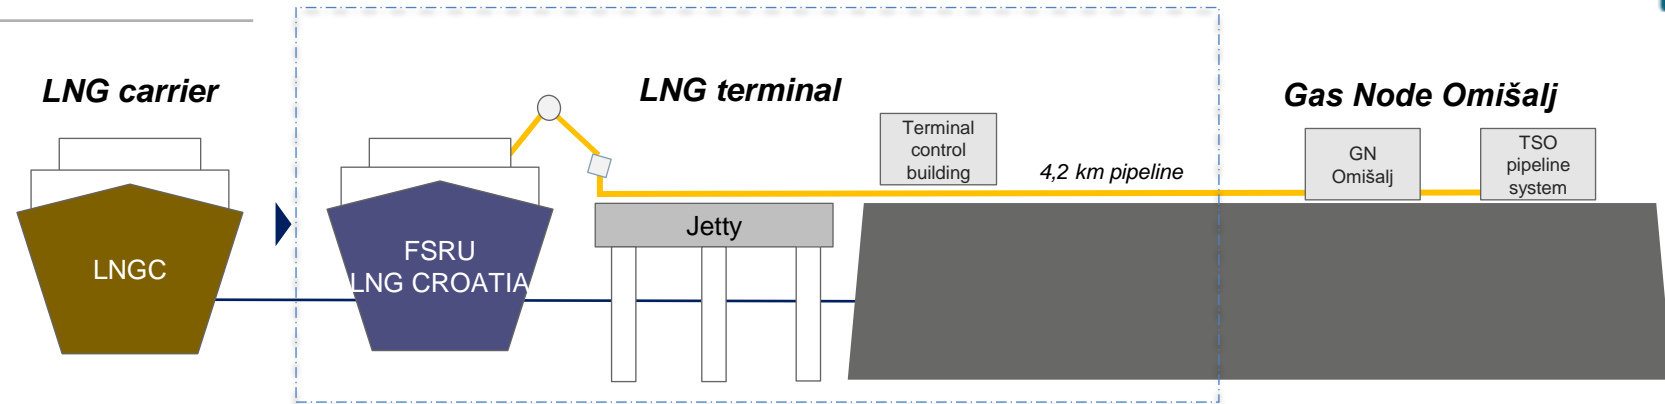 LNG carrier
LNG terminal
Gas Node Omišalj
Terminal
control
building
4,2 km pipeline
GN
Omišalj
TSO
pipeline
system
Jetty
LNGC
FSRU
LNG CROATIA